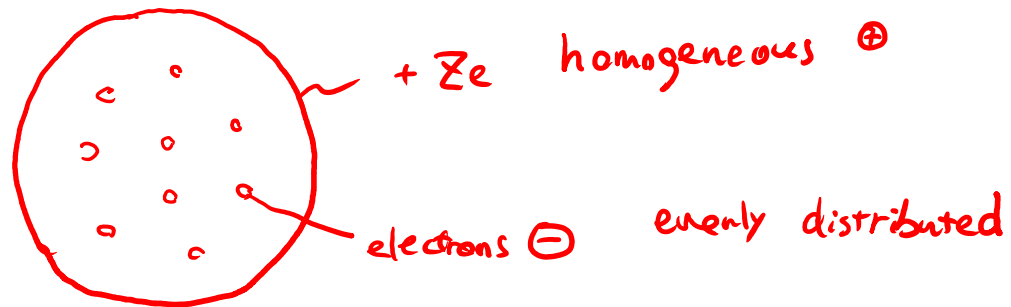 + Ze homogeneous ⊕
electrons ⊖ evenly distributed